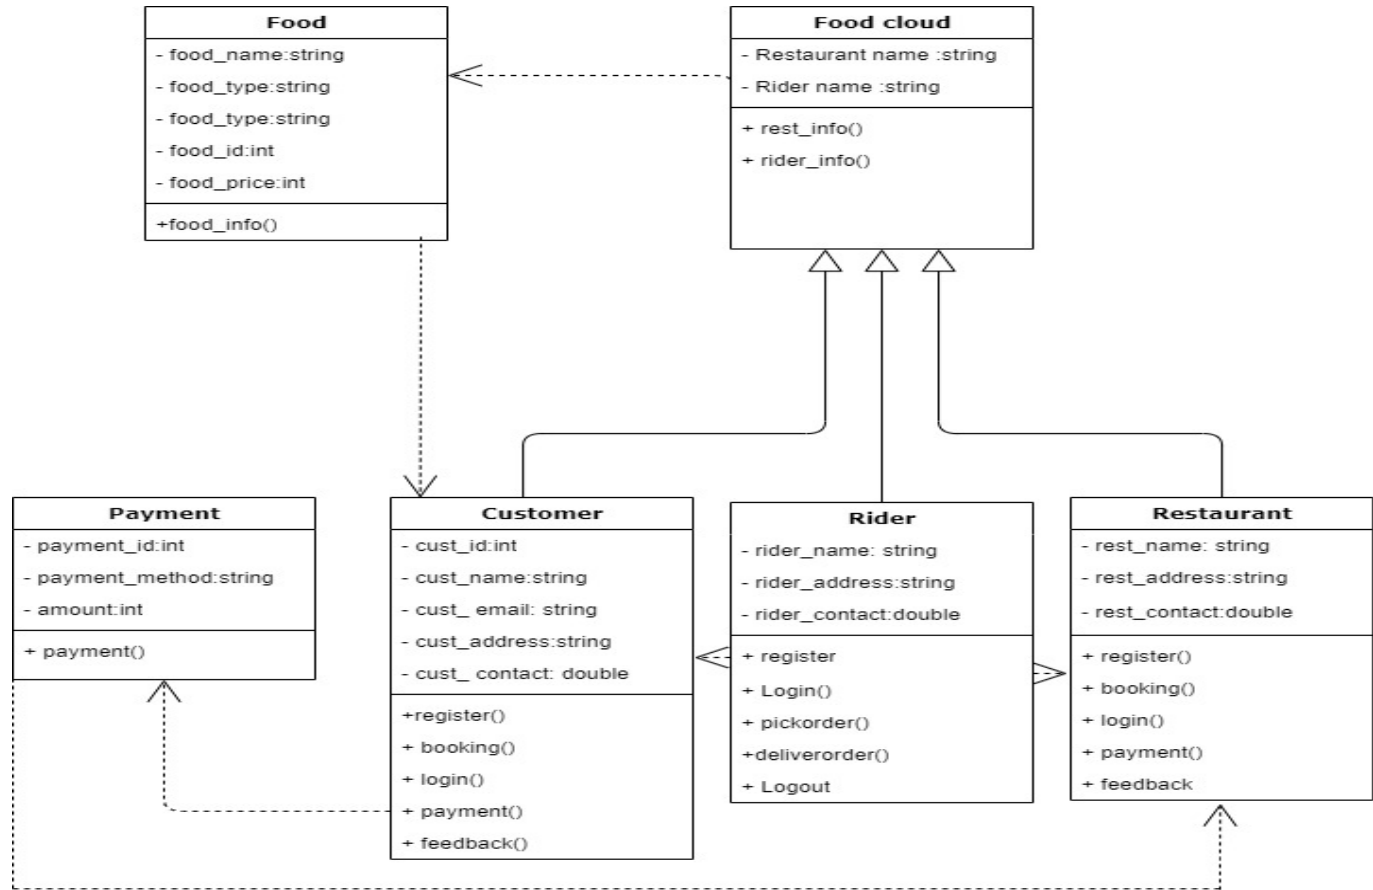 Food
- food_name:string
- food_type:string
- food_type:string
- food_id:int
- food_price:int
+food_info()
Food cloud
- Restaurant name :string
- Rider name :string
+ rest_info()
+ rider_info()
Payment
- payment_id:int
- payment_method:string
- amount:int
+ payment()
Customer
- cust_id:int
- cust_name:string
- cust_ email: string
- cust_address:string
- cust_ contact: double
+register()
+ booking()
+ login()
+ payment()
+ feedback()
Rider
- rider_name: string
- rider_address:string
- rider_contact:double
+ register
+ Login()
+ pickorder()
+deliverorder()
+ Logout
Restaurant
- rest_name: string
- rest_address:string
- rest_contact:double
+ register()
+ booking()
+ login()
+ payment()
+ feedback